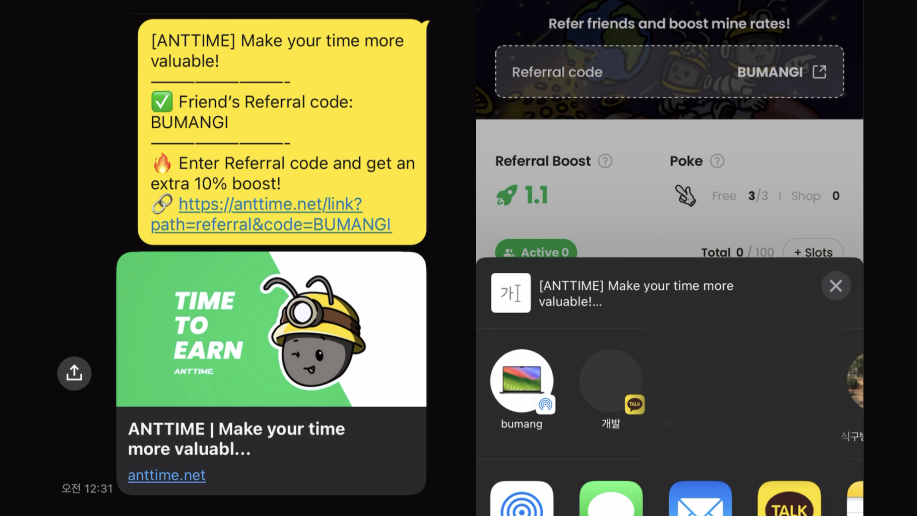 [ANTTIME] Make your time more
valuable!
————————-
✅ Friend's Referral code:
BUMANGI
————————-
🔥 Enter Referral code and get an
extra 10% boost!
🔗 https://anttime.net/link?
path=referral&code=BUMANGI
TIME
TO
EARN
ANTTIME.
ANTTIME | Make your time
more valuabl...
anttime.net
오전 12:31
Refer friends and boost mine rates!
Referral code BUMANGI
Referral Boost ? Poke ?
1.1 Free 3/3 | Shop 0
Active 0 Total 0 / 100 + Slots
가 [ANTTIME] Make your time more
valuable!...
TALK
bumang 개발
TALK